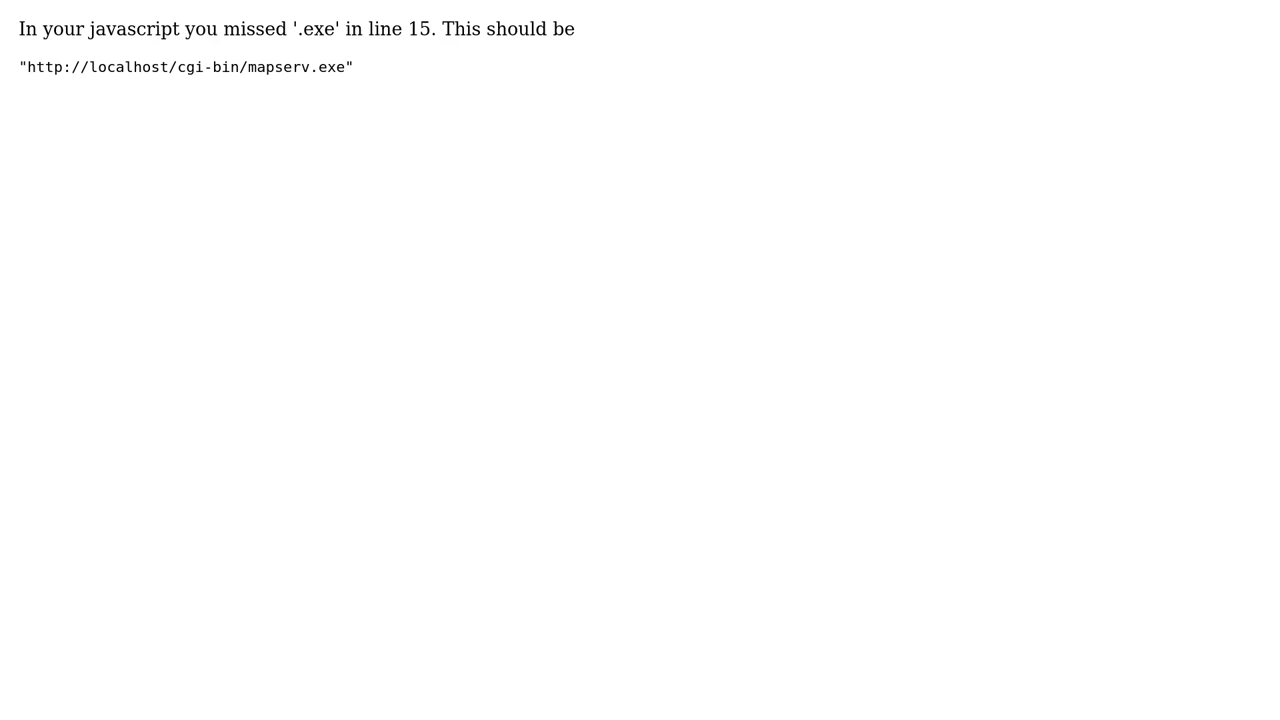 In your javascript you missed '.exe' in line 15. This should be
"http://localhost/cgi-bin/mapserv.exe"